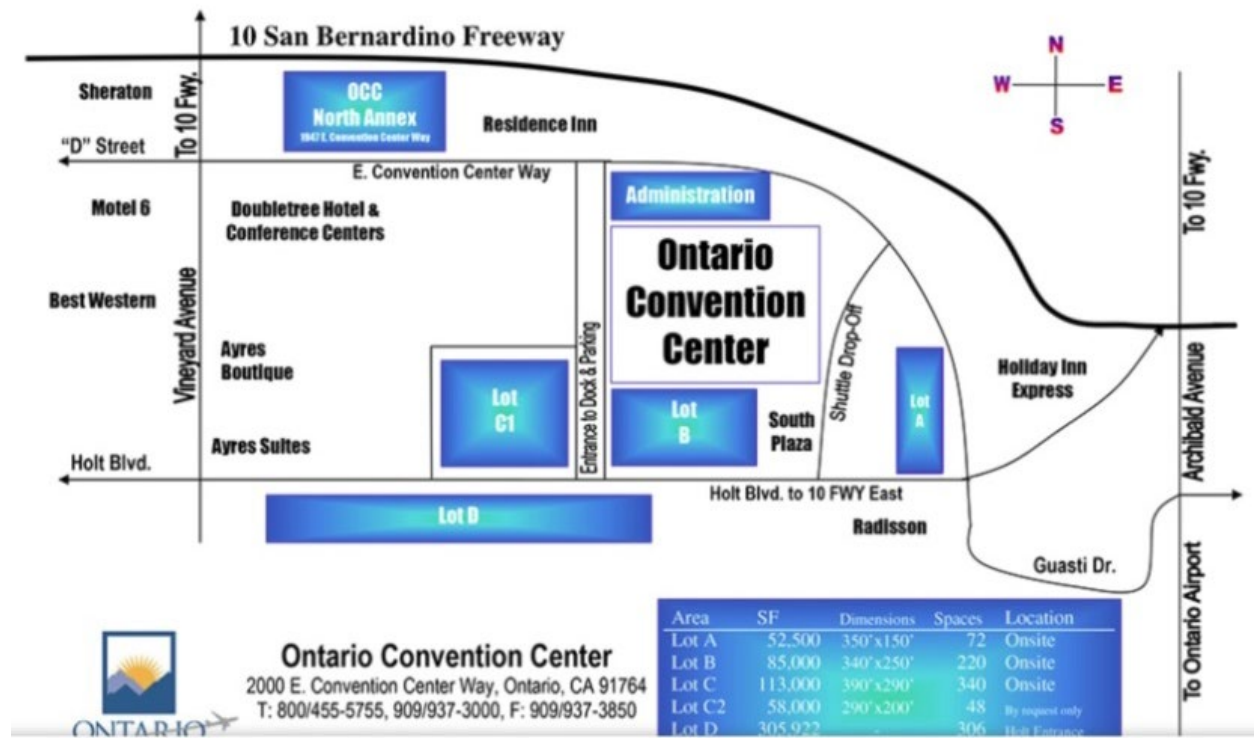 10 San Bernardino Freeway
N
W E
S
Sheraton
To 10 Fwy.
OCC
North Annex
1947 E. Convention Center Way
Residence Inn
"D" Street
E. Convention Center Way
To 10 Fwy.
Motel 6
Doubletree Hotel &
Conference Centers
Administration
Ontario
Convention
Center
Best Western
Vineyard Avenue
Entrance to Dock & Parking
Shuttle Drop-Off
Ayres
Boutique
Lot
C1
Lot
B
South
Plaza
Lot
A
Holiday Inn
Express
Archibald Avenue
Ayres Suites
Holt Blvd.
Holt Blvd. to 10 FWY East
Lot D
Radisson
Guasti Dr.
To Ontario Airport
Ontario Convention Center
2000 E. Convention Center Way, Ontario, CA 91764
T: 800/455-5755, 909/937-3000, F: 909/937-3850
ONTARIO
Area SF Dimensions Spaces Location
Lot A 52,500 350'x150' 72 Onsite
Lot B 85,000 340'x250' 220 Onsite
Lot C 113,000 390'x290' 340 Onsite
Lot C2 58,000 290'x200' 48 By request only
Lot D 305,922 - 306 Holt Entrance